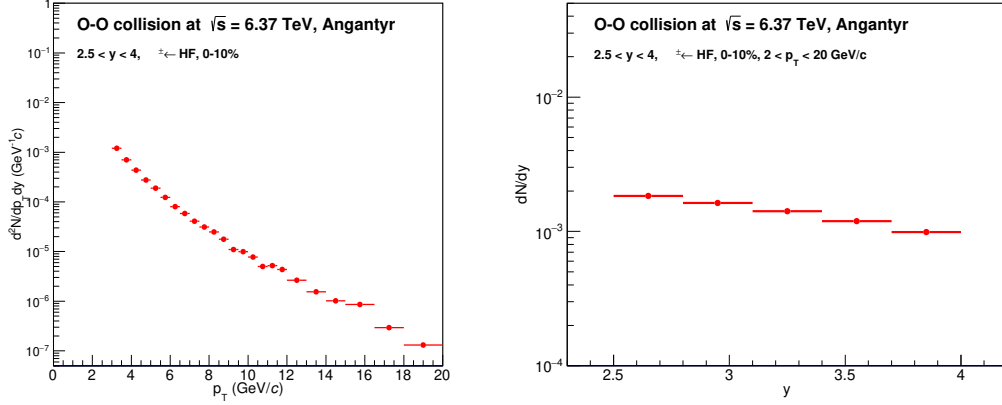 O-O collision at √s = 6.37 TeV, Angantyr
2.5 < y < 4, ±← HF, 0-10%
1
10⁻¹
10⁻²
10⁻³
10⁻⁴
10⁻⁵
10⁻⁶
10⁻⁷
d²N/dp_T dy (GeV⁻¹c)
0 2 4 6 8 10 12 14 16 18 20
p_T (GeV/c)
O-O collision at √s = 6.37 TeV, Angantyr
2.5 < y < 4, ±← HF, 0-10%, 2 < p_T < 20 GeV/c
10⁻²
10⁻³
10⁻⁴
dN/dy
2.5 3 3.5 4
y